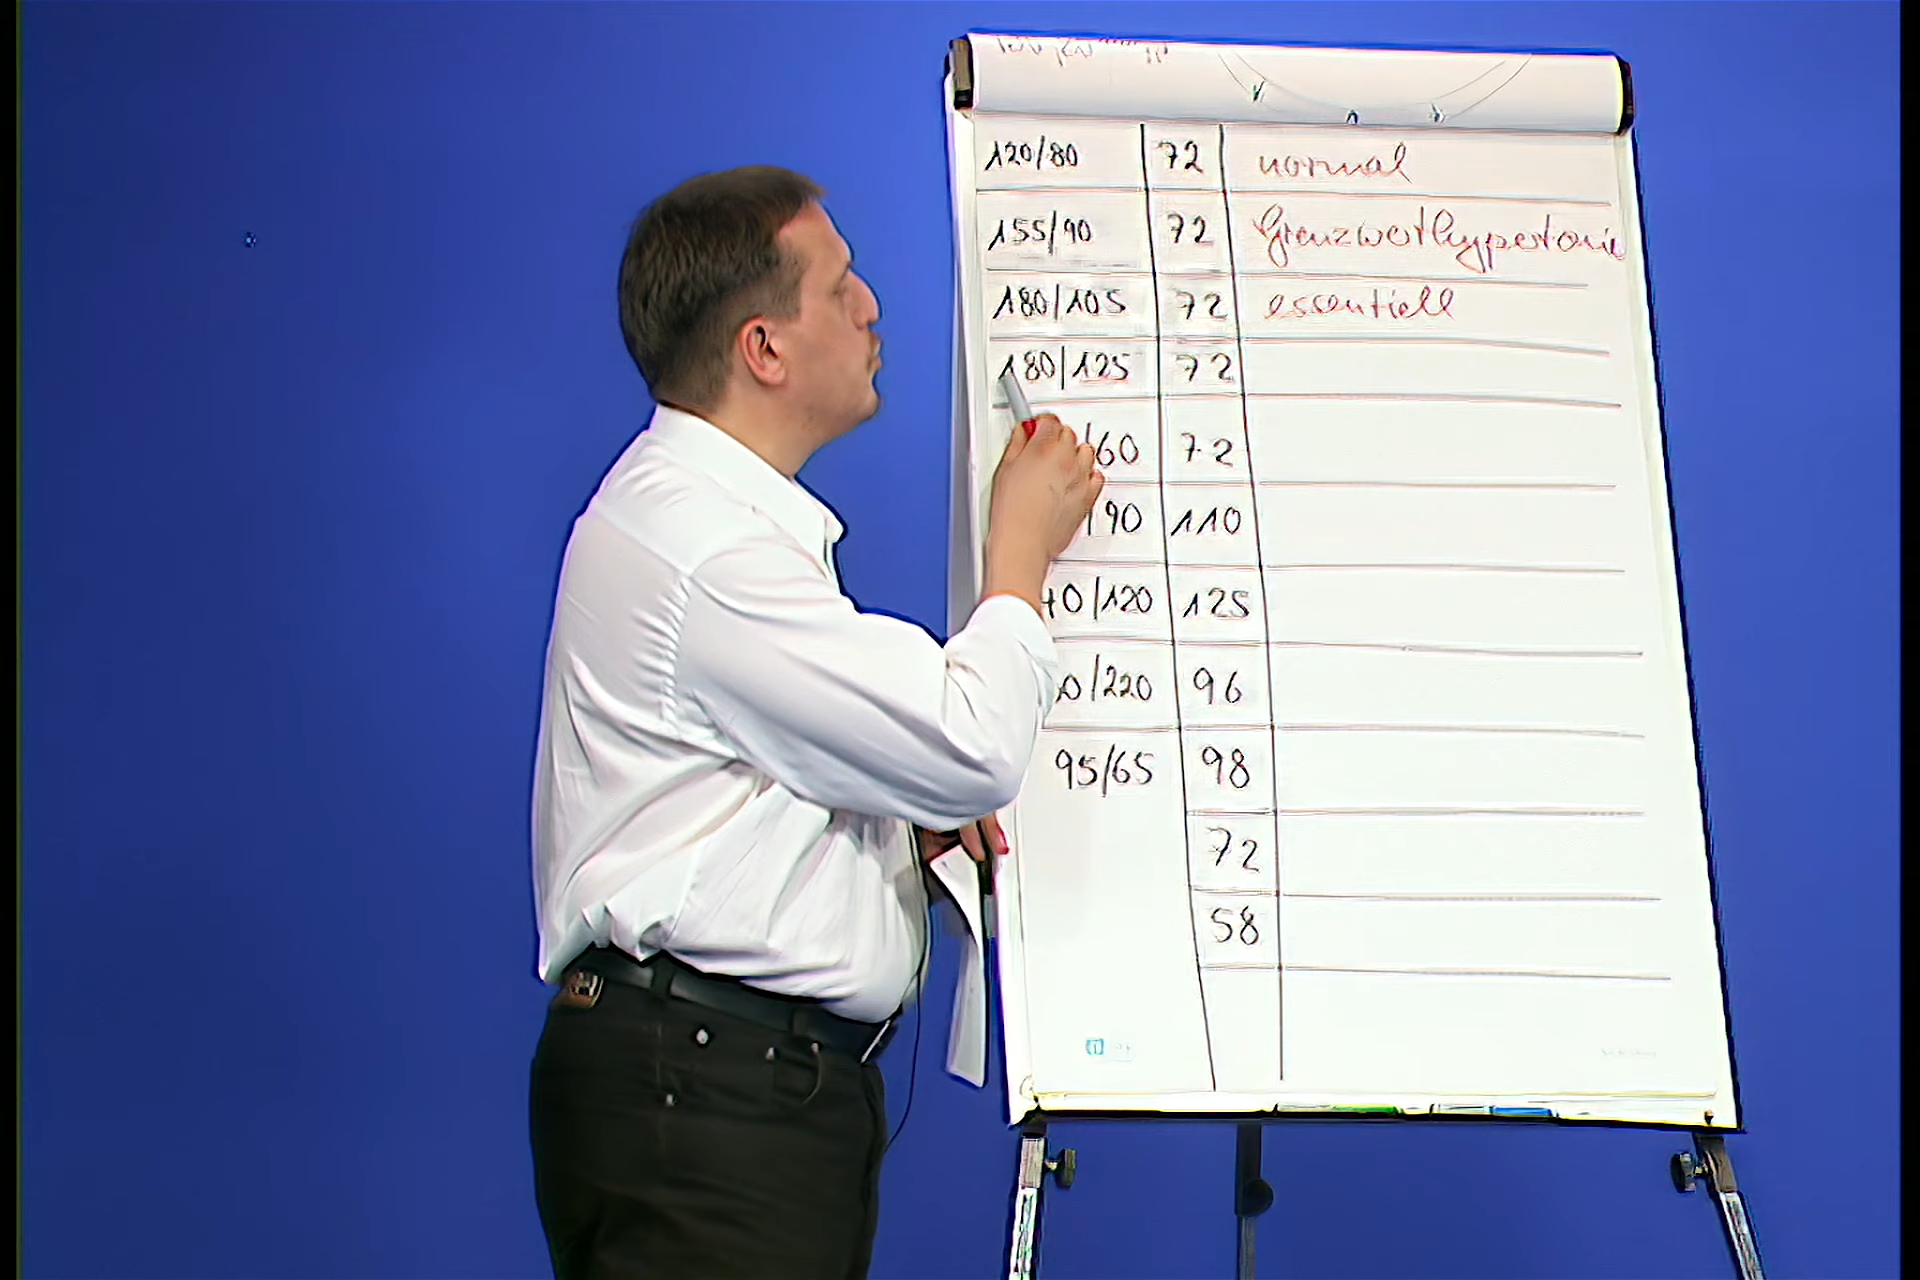 120/80 72 normal
155/90 72 Grenzwerthypertonie
180/105 72 essentiell
180/125 72
/60 72
/90 110
40/120 125
0/220 96
95/65 98
72
58